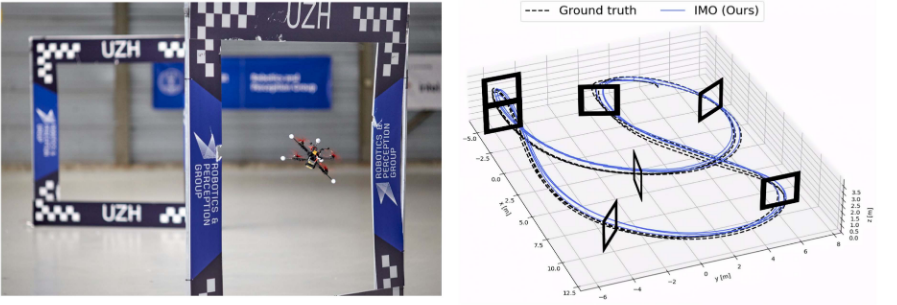 UZH
UZH
ROBOTICS &
PERCEPTION
GROUP
ROBOTICS &
PERCEPTION
GROUP
Robotics and
Perception Group
UZH
Ground truth
IMO (Ours)
-5.0
-2.5
0.0
2.5
5.0
7.5
10.0
12.5
x [m]
-6
-4
-2
0
2
4
6
8
y [m]
3.5
3.0
2.5
2.0
1.5
1.0
0.5
0.0
z [m]